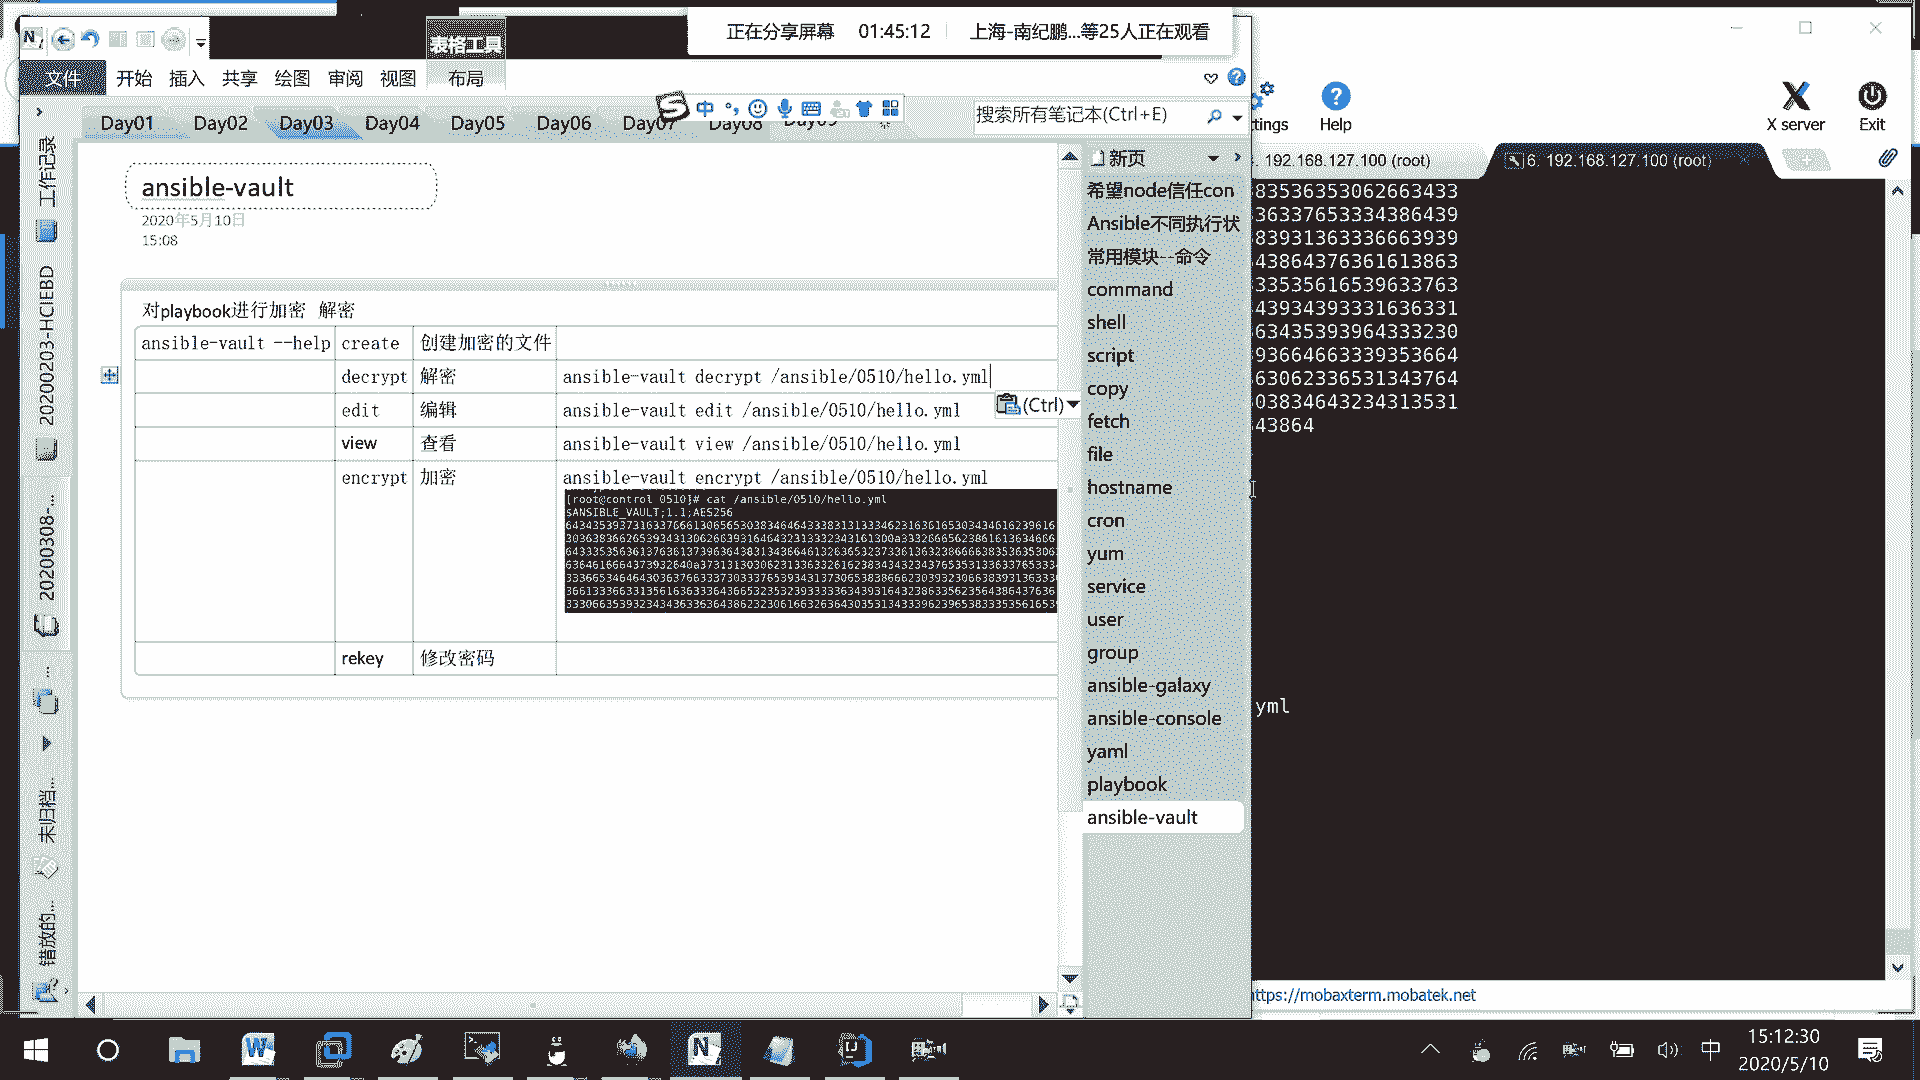 正在分享屏幕 01:45:12 上海-南纪鹏...等25人正在观看
表格工具
文件 开始 插入 共享 绘图 审阅 视图 布局
Day01 Day02 Day03 Day04 Day05 Day06 Day07 Day08 Day09
搜索所有笔记本(Ctrl+E)
中
tings Help X server Exit
192.168.127.100 (root)
6: 192.168.127.100 (root)
工作记录
20200203-HCIEBD
20200308-...
未归档...
错放的...
ansible-vault
2020年5月10日
15:08
对playbook进行加密 解密
ansible-vault --help create 创建加密的文件
decrypt 解密 ansible-vault decrypt /ansible/0510/hello.yml
(Ctrl)
edit 编辑 ansible-vault edit /ansible/0510/hello.yml
view 查看 ansible-vault view /ansible/0510/hello.yml
encrypt 加密 ansible-vault encrypt /ansible/0510/hello.yml
[root@control 0510]# cat /ansible/0510/hello.yml
$ANSIBLE_VAULT;1.1;AES256
rekey 修改密码
新页
希望node信任con
Ansible不同执行状
常用模块--命令
command
shell
script
copy
fetch
file
hostname
cron
yum
service
user
group
ansible-galaxy
ansible-console
yaml
playbook
ansible-vault
3835363530626634​33
36337653334386439
83931363336663939
43864376361613863
33535616539633763
43934393331636331
63435393964333230
93664663339353664
63062336531343764
03834643234313531
43864
yml
ttps://mobaxterm.mobatek.net
中
15:12:30
2020/5/10